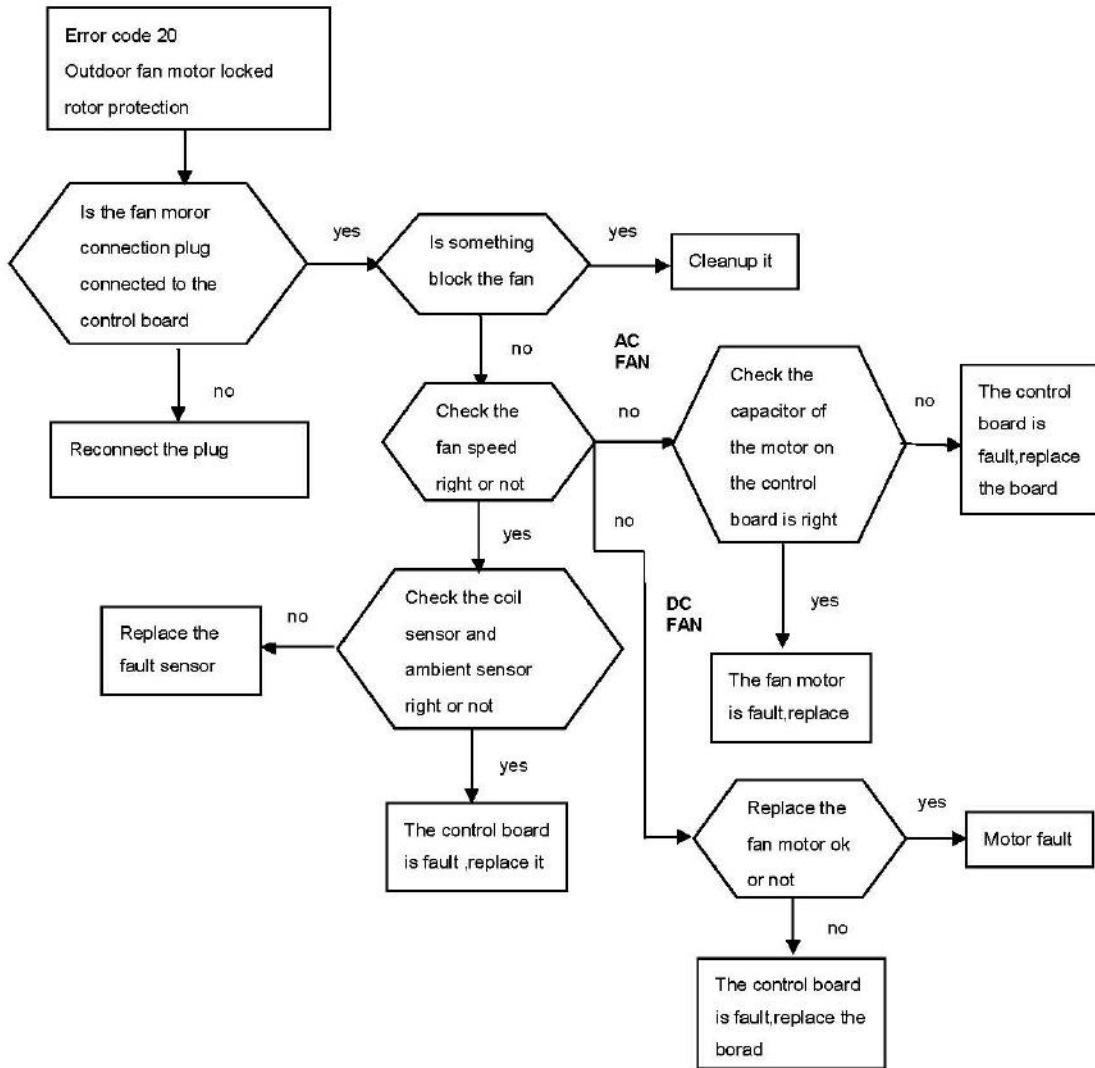 Error code 20
Outdoor fan motor locked
rotor protection
Is the fan moror
connection plug
connected to the
control board
yes
Is something
block the fan
yes
Cleanup it
no
Reconnect the plug
no
AC
FAN
Check the
fan speed
right or not
no
Check the
capacitor of
the motor on
the control
board is right
no
The control
board is
fault,replace
the board
yes
no
DC
FAN
yes
The fan motor
is fault,replace
Check the coil
sensor and
ambient sensor
right or not
no
Replace the
fault sensor
yes
The control board
is fault ,replace it
Replace the
fan motor ok
or not
yes
Motor fault
no
The control board
is fault,replace the
borad